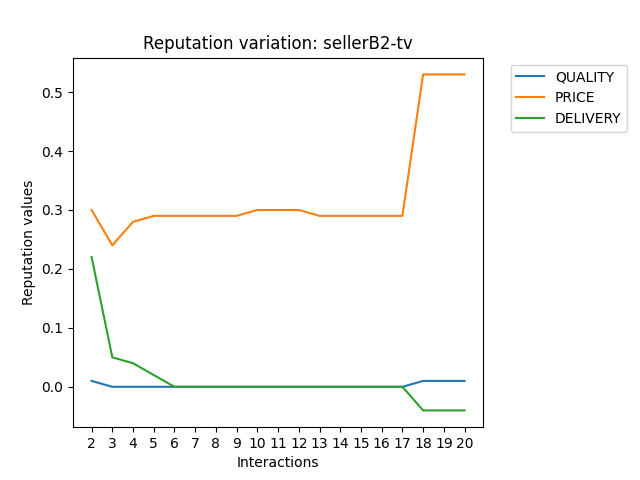 Reputation variation: sellerB2-tv
QUALITY
PRICE
DELIVERY
Reputation values
0.5
0.4
0.3
0.2
0.1
0.0
2 3 4 5 6 7 8 9 10 11 12 13 14 15 16 17 18 19 20
Interactions